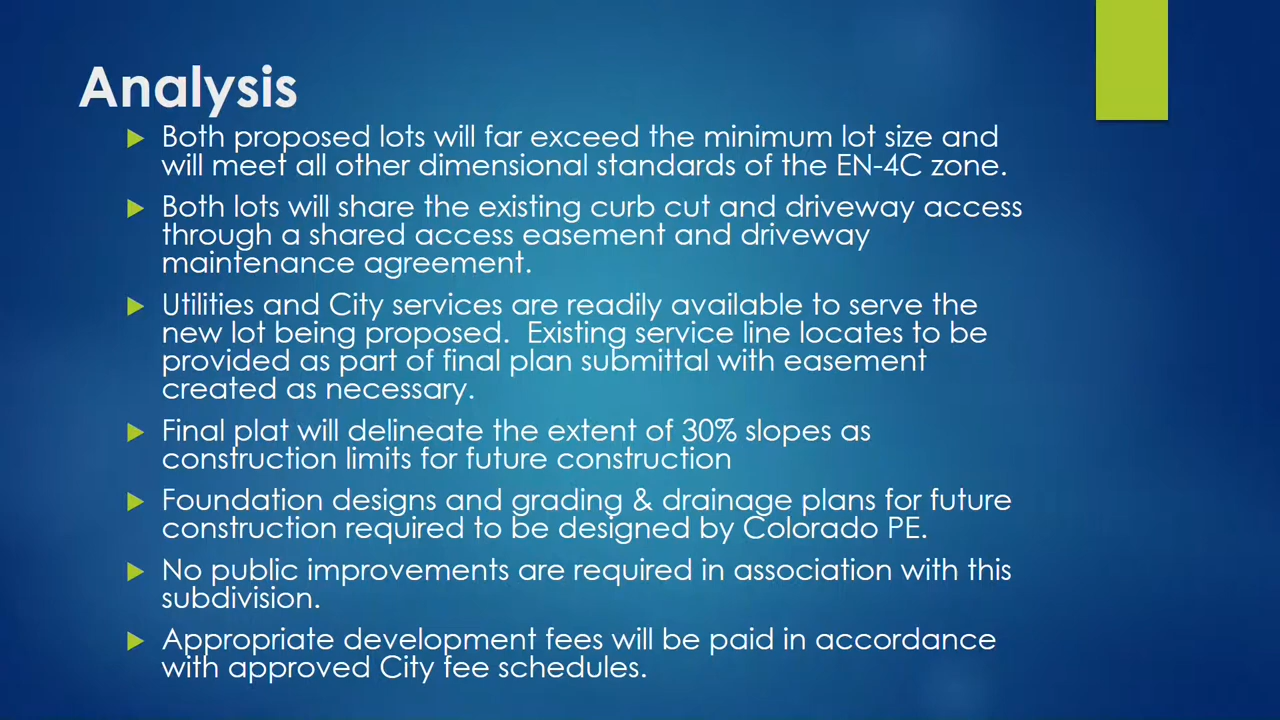 Analysis
Both proposed lots will far exceed the minimum lot size and
will meet all other dimensional standards of the EN-4C zone.
Both lots will share the existing curb cut and driveway access
through a shared access easement and driveway
maintenance agreement.
Utilities and City services are readily available to serve the
new lot being proposed.  Existing service line locates to be
provided as part of final plan submittal with easement
created as necessary.
Final plat will delineate the extent of 30% slopes as
construction limits for future construction
Foundation designs and grading & drainage plans for future
construction required to be designed by Colorado PE.
No public improvements are required in association with this
subdivision.
Appropriate development fees will be paid in accordance
with approved City fee schedules.